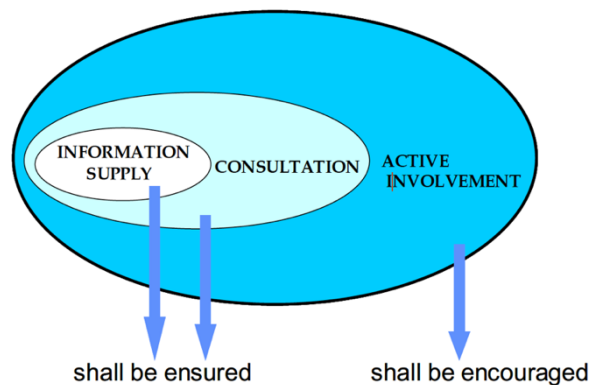 INFORMATION
SUPPLY
CONSULTATION
ACTIVE
INVOLVEMENT
shall be ensured
shall be encouraged